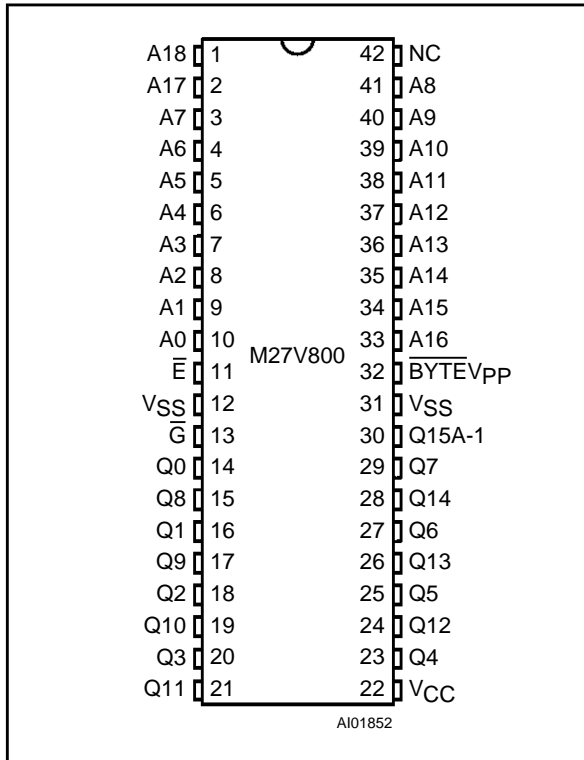 A18 1 42 NC
A17 2 41 A8
A7 3 40 A9
A6 4 39 A10
A5 5 38 A11
A4 6 37 A12
A3 7 36 A13
A2 8 35 A14
A1 9 34 A15
A0 10 33 A16
M27V800
E̅ 11 32 B̅Y̅T̅E̅VPP
VSS 12 31 VSS
G̅ 13 30 Q15A-1
Q0 14 29 Q7
Q8 15 28 Q14
Q1 16 27 Q6
Q9 17 26 Q13
Q2 18 25 Q5
Q10 19 24 Q12
Q3 20 23 Q4
Q11 21 22 VCC
AI01852